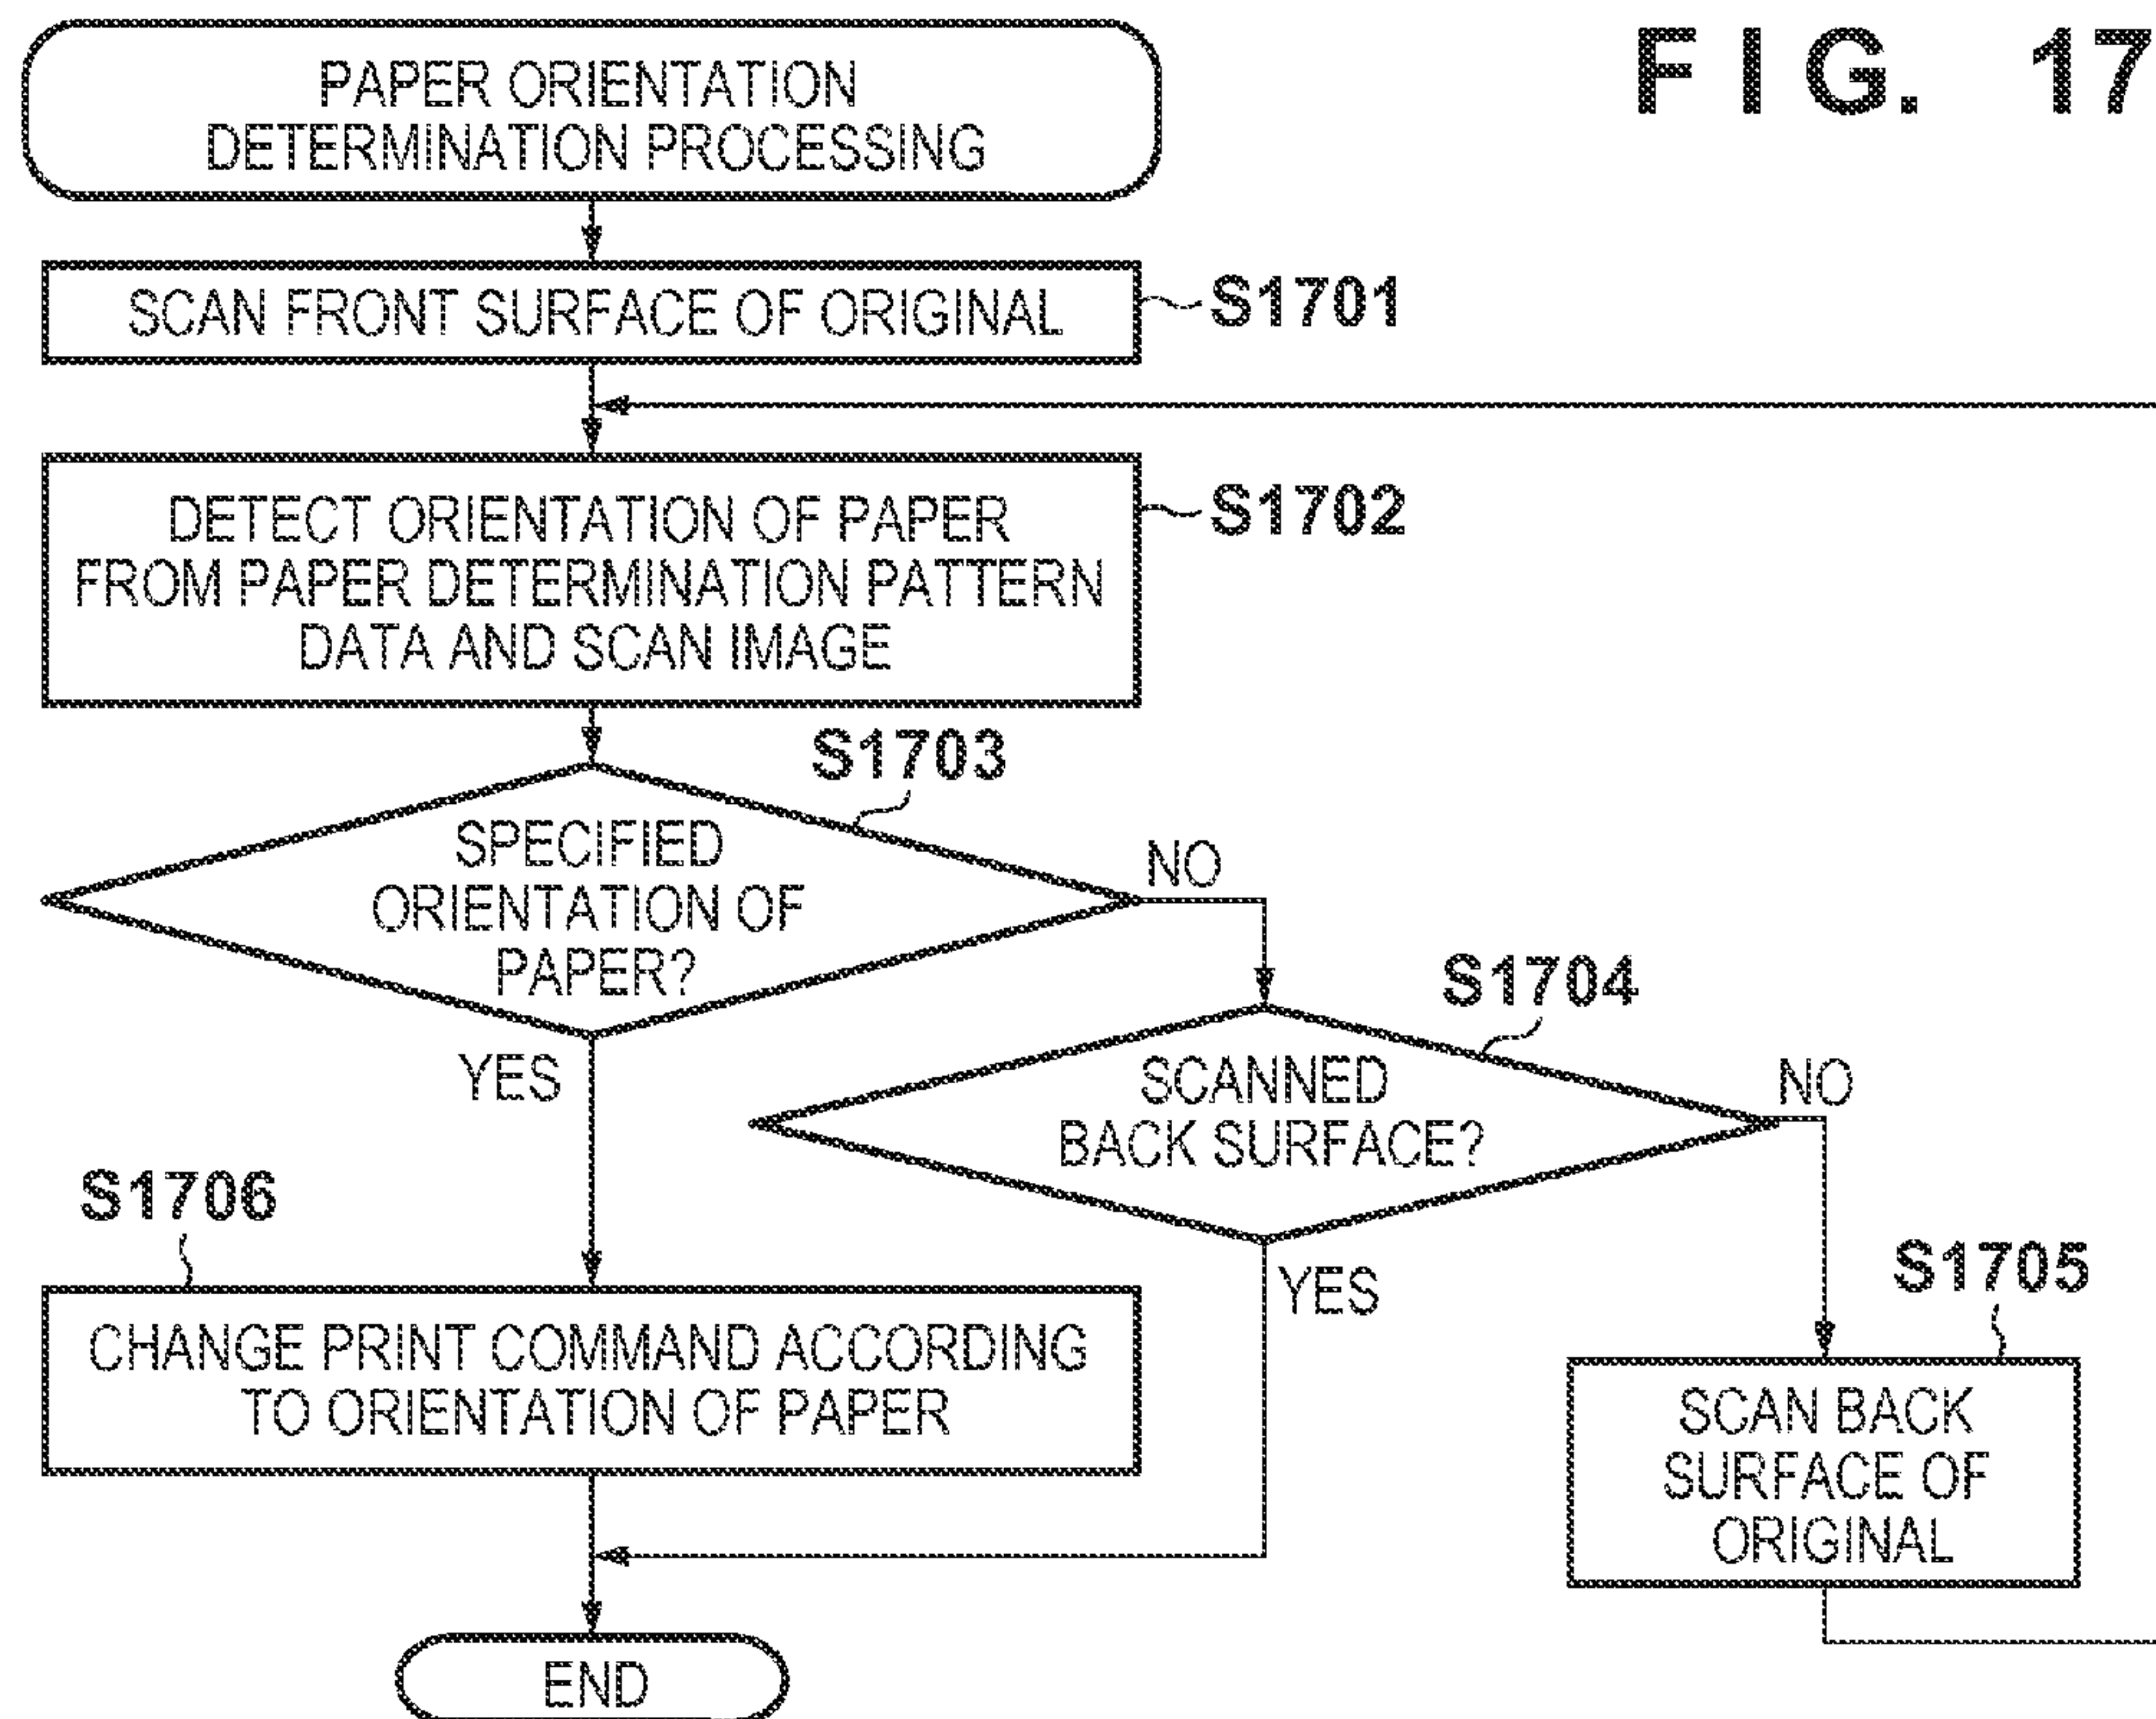 FIG. 17
PAPER ORIENTATION
DETERMINATION PROCESSING
SCAN FRONT SURFACE OF ORIGINAL
S1701
DETECT ORIENTATION OF PAPER
FROM PAPER DETERMINATION PATTERN
DATA AND SCAN IMAGE
S1702
S1703
SPECIFIED
ORIENTATION OF
PAPER?
NO
YES
S1704
SCANNED
BACK SURFACE?
NO
YES
S1706
CHANGE PRINT COMMAND ACCORDING
TO ORIENTATION OF PAPER
S1705
SCAN BACK
SURFACE OF
ORIGINAL
END